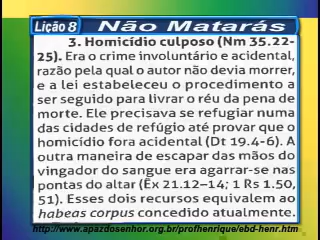 Lição 8 Não Matarás
3. Homicídio culposo (Nm 35.22-
25). Era o crime involuntário e acidental,
razão pela qual o autor não devia morrer,
e a lei estabeleceu o procedimento a
ser seguido para livrar o réu da pena de
morte. Ele precisava se refugiar numa
das cidades de refúgio até provar que o
homicídio fora acidental (Dt 19.4-6). A
outra maneira de escapar das mãos do
vingador do sangue era agarrar-se nas
pontas do altar (Êx 21.12–14; 1 Rs 1.50,
51). Esses dois recursos equivalem ao
habeas corpus concedido atualmente.
http://www.apazdosenhor.org.br/profhenrique/ebd-henr.htm